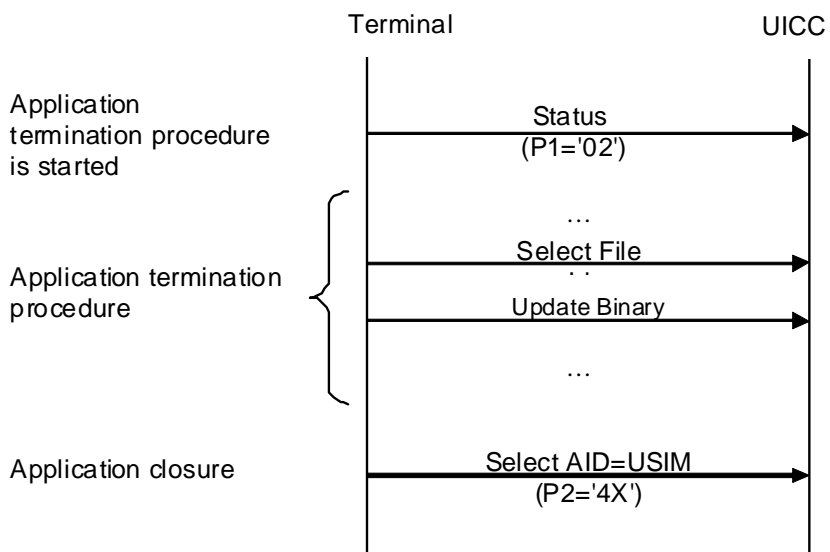 Terminal
UICC
Application
termination procedure
is started
Status
(P1='02')
...
Select File
. .
Application termination
procedure
Update Binary
...
Application closure
Select AID=USIM
(P2='4X')